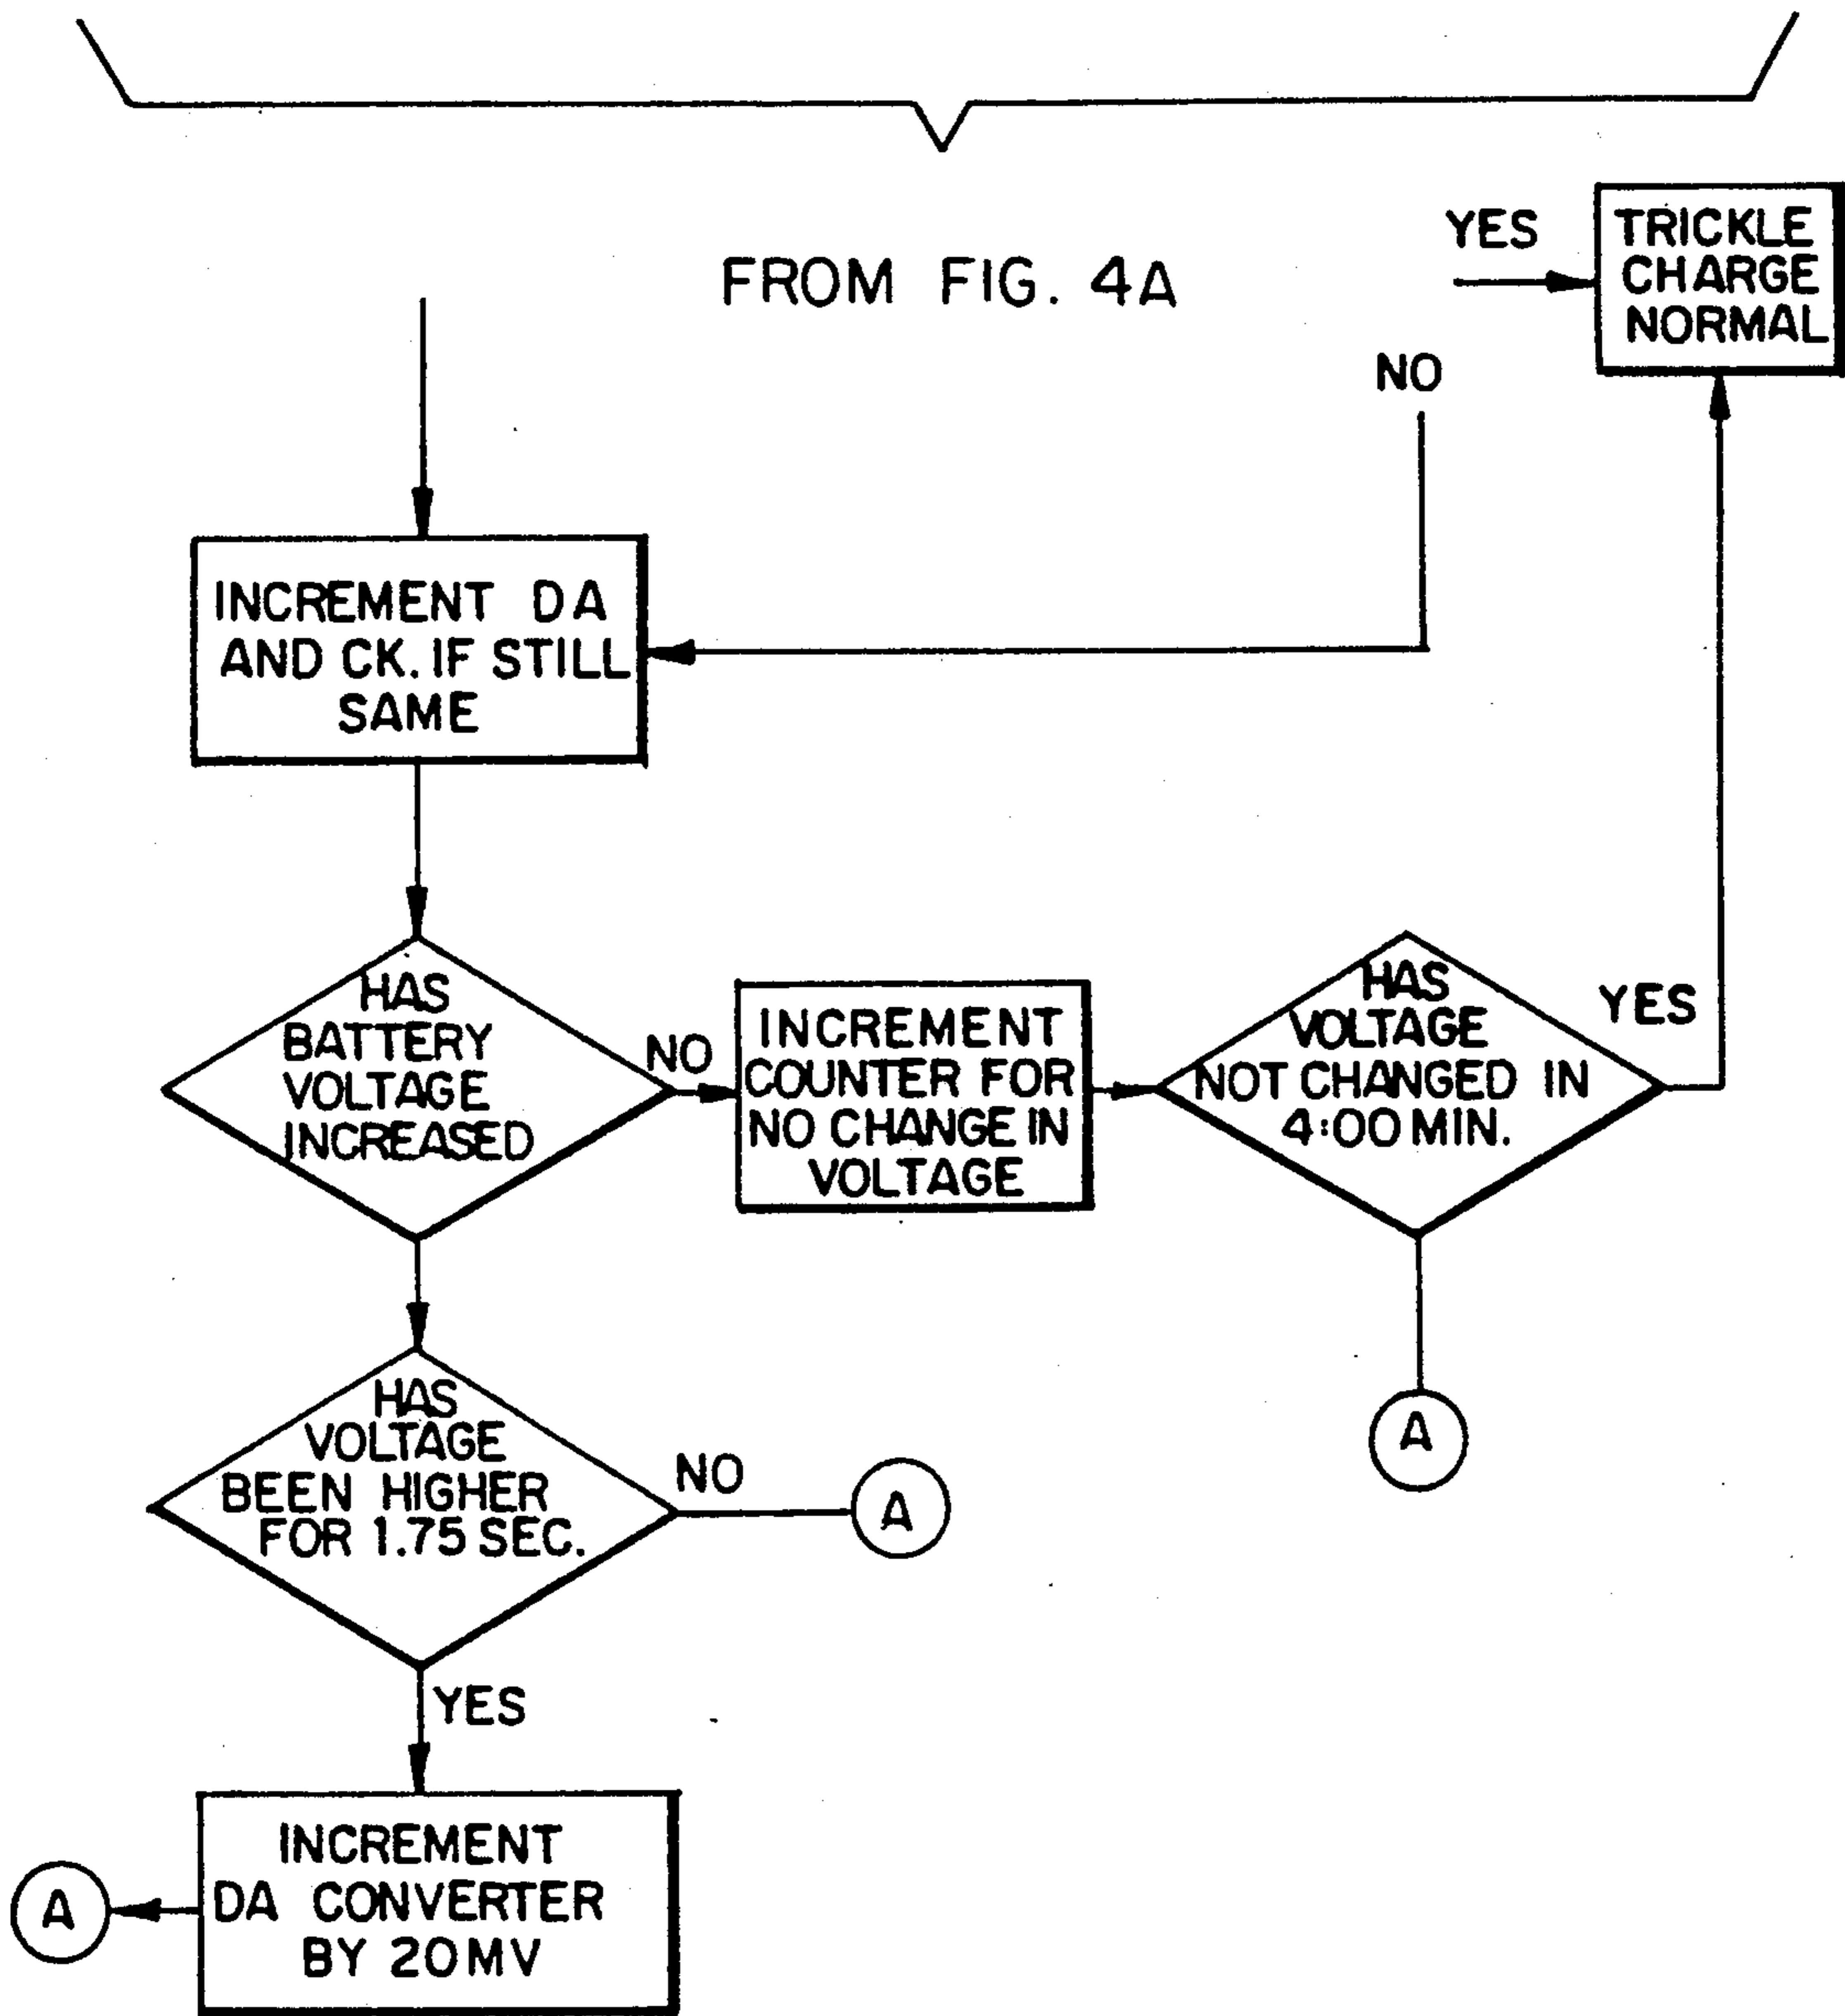 FROM FIG. 4A
YES
TRICKLE
CHARGE
NORMAL
NO
INCREMENT DA
AND CK. IF STILL
SAME
HAS
BATTERY
VOLTAGE
INCREASED
NO
INCREMENT
COUNTER FOR
NO CHANGE IN
VOLTAGE
HAS
VOLTAGE
NOT CHANGED IN
4:00 MIN.
YES
A
HAS
VOLTAGE
BEEN HIGHER
FOR 1.75 SEC.
NO
A
YES
INCREMENT
DA CONVERTER
BY 20 MV
A